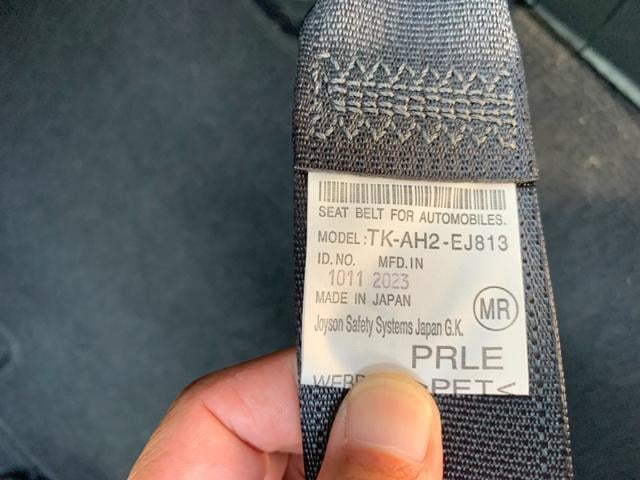 SEAT BELT FOR AUTOMOBILES.
MODEL:TK-AH2-EJ813
ID.NO. MFD.IN
1011 2023
MADE IN JAPAN
MR
Joyson Safety Systems Japan G.K.
PRLE
>PET<